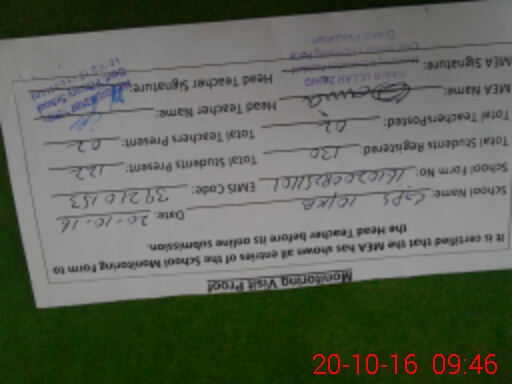 Monitoring Visit Proof
It is certified that the MEA has shown all entries of the School Monitoring Form to
the Head Teacher before its online submission.
School Name: GPS 101KB Date: 20-10-16
School Form No: EMIS Code: 39210153
Total Students Registered: 130 Total Students Present: 122
Total TeachersPosted: 02 Total Teachers Present: 02
MEA Name: Head Teacher Name:
MEA Signature: Head Teacher Signature:
20-10-16 09:46